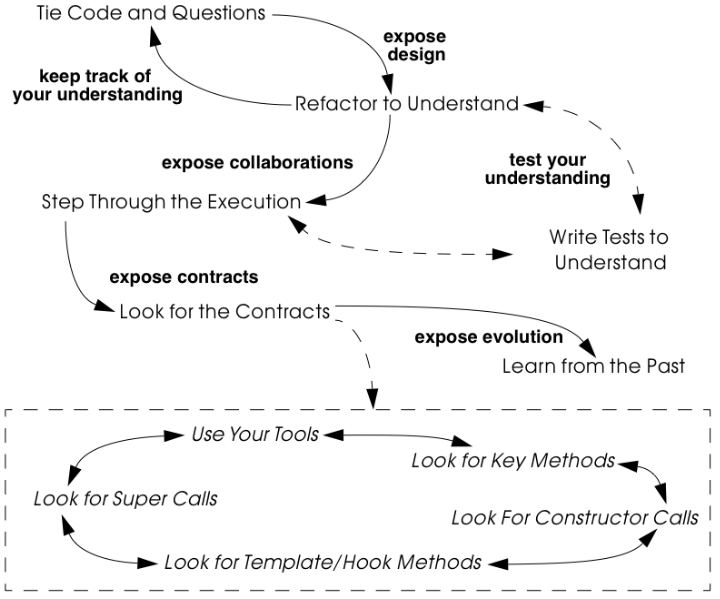 Tie Code and Questions
expose
design
keep track of
your understanding
Refactor to Understand
expose collaborations
test your
understanding
Step Through the Execution
Write Tests to
Understand
expose contracts
Look for the Contracts
expose evolution
Learn from the Past
Use Your Tools
Look for Key Methods
Look for Super Calls
Look For Constructor Calls
Look for Template/Hook Methods